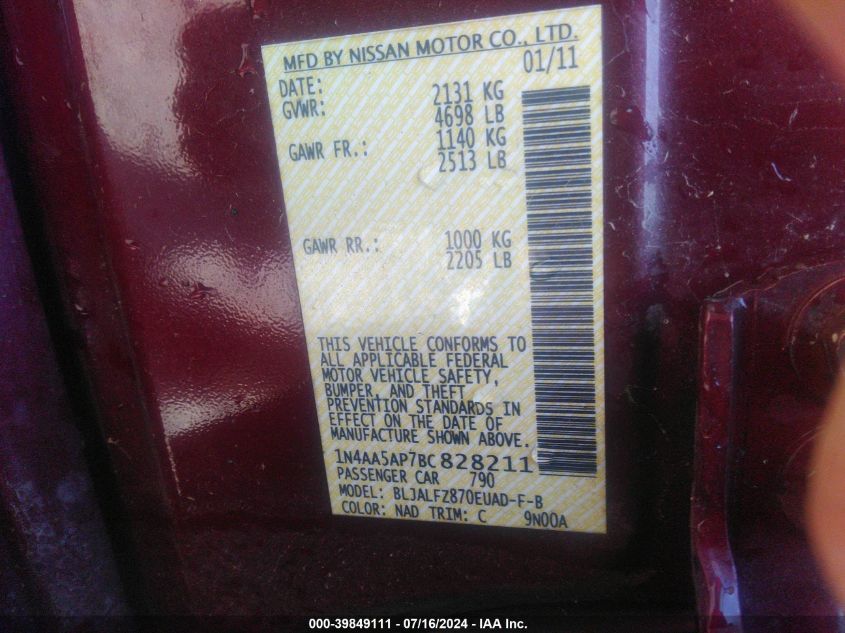 MFD BY NISSAN MOTOR CO., LTD.
DATE: 01/11
GVWR: 2131 KG
4698 LB
GAWR FR.: 1140 KG
2513 LB
GAWR RR.: 1000 KG
2205 LB
THIS VEHICLE CONFORMS TO
ALL APPLICABLE FEDERAL
MOTOR VEHICLE SAFETY,
BUMPER, AND THEFT
PREVENTION STANDARDS IN
EFFECT ON THE DATE OF
MANUFACTURE SHOWN ABOVE.
1N4AA5AP7BC828211
PASSENGER CAR 790
MODEL: BLJALFZ870EUAD-F-B
COLOR: NAD TRIM: C 9N00A
000-39849111 - 07/16/2024 - IAA Inc.